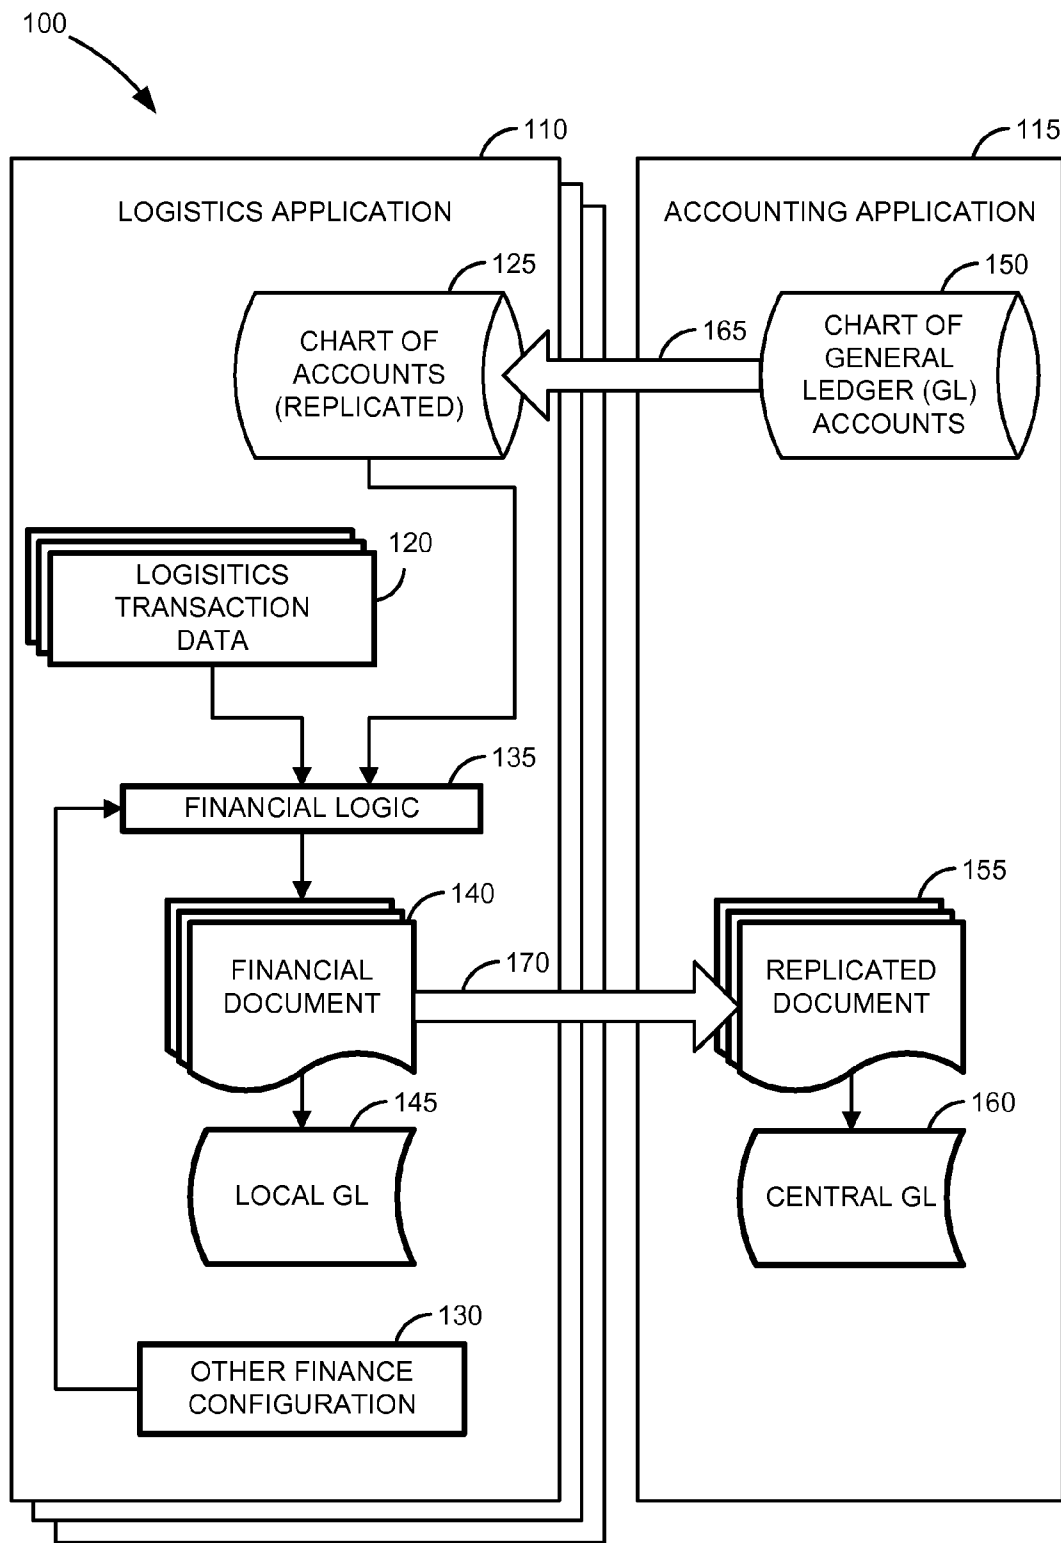 100
110
115
LOGISTICS APPLICATION
ACCOUNTING APPLICATION
125
150
CHART OF
ACCOUNTS
(REPLICATED)
165
CHART OF
GENERAL
LEDGER (GL)
ACCOUNTS
120
LOGISITICS
TRANSACTION
DATA
135
FINANCIAL LOGIC
140
155
FINANCIAL
DOCUMENT
170
REPLICATED
DOCUMENT
145
160
LOCAL GL
CENTRAL GL
130
OTHER FINANCE
CONFIGURATION